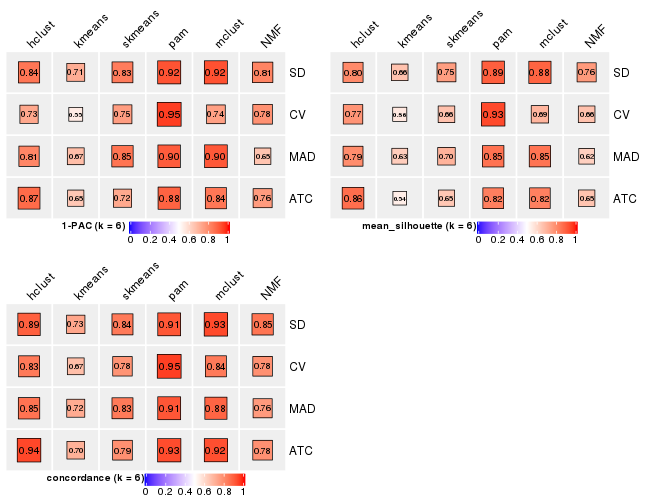 hclust kmeans skmeans pam mclust NMF
0.84 0.71 0.83 0.92 0.92 0.81 SD
0.73 0.55 0.75 0.95 0.74 0.78 CV
0.81 0.67 0.85 0.90 0.90 0.65 MAD
0.87 0.65 0.72 0.88 0.84 0.76 ATC
1-PAC (k = 6)
0 0.2 0.4 0.6 0.8 1
hclust kmeans skmeans pam mclust NMF
0.80 0.66 0.75 0.89 0.88 0.76 SD
0.77 0.56 0.66 0.93 0.69 0.66 CV
0.79 0.63 0.70 0.85 0.85 0.62 MAD
0.86 0.54 0.65 0.82 0.82 0.65 ATC
mean_silhouette (k = 6)
0 0.2 0.4 0.6 0.8 1
hclust kmeans skmeans pam mclust NMF
0.89 0.73 0.84 0.91 0.93 0.85 SD
0.83 0.67 0.78 0.95 0.84 0.78 CV
0.85 0.72 0.83 0.91 0.88 0.76 MAD
0.94 0.70 0.79 0.93 0.92 0.78 ATC
concordance (k = 6)
0 0.2 0.4 0.6 0.8 1